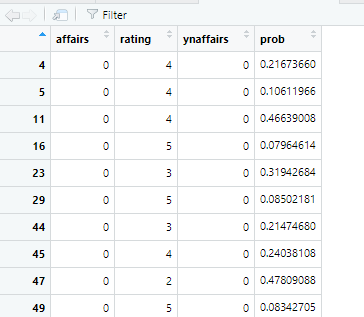 Filter
affairs rating ynaffairs prob
4 0 4 0 0.21673660
5 0 4 0 0.10611966
11 0 4 0 0.46639008
16 0 5 0 0.07964614
23 0 3 0 0.31942684
29 0 5 0 0.08502181
44 0 3 0 0.21474680
45 0 4 0 0.24038108
47 0 2 0 0.47809088
49 0 5 0 0.08342705